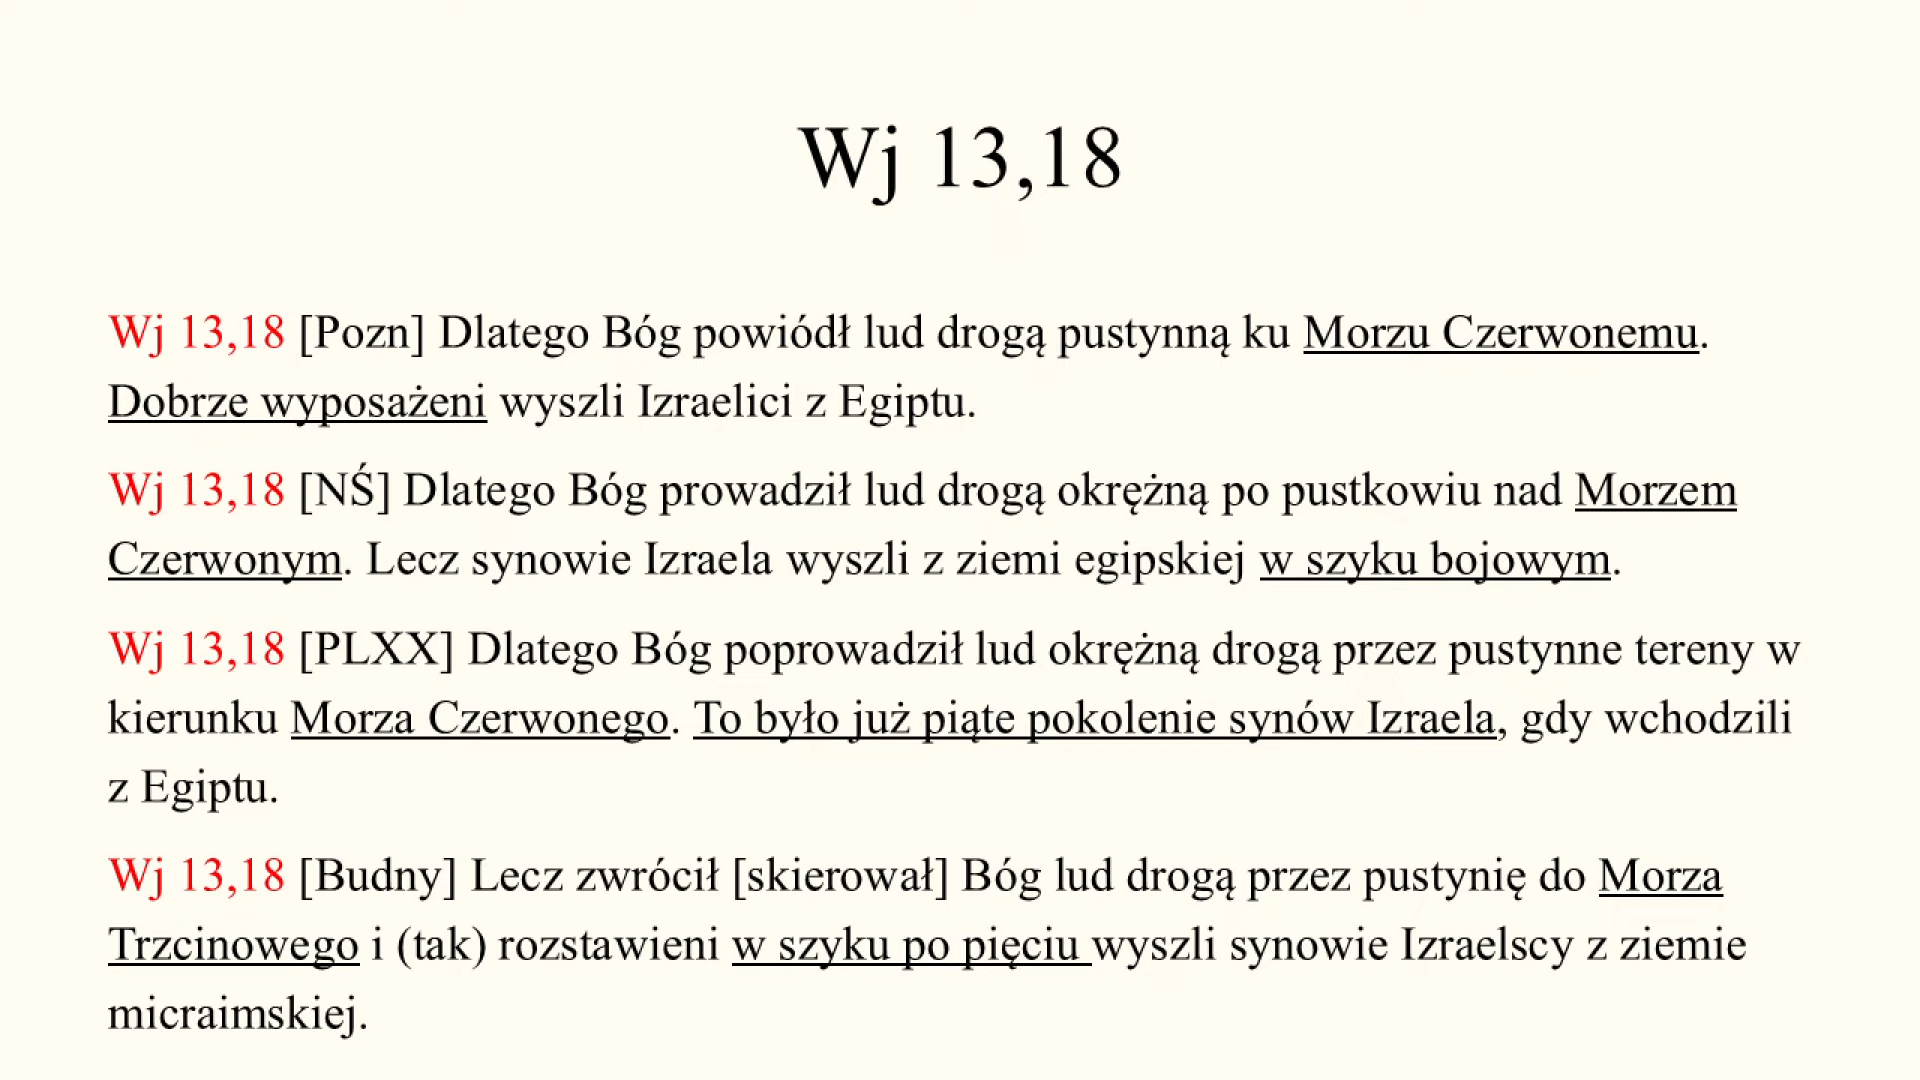 Wj 13,18
Wj 13,18 [Pozn] Dlatego Bóg powiódł lud drogą pustynną ku Morzu Czerwonemu.
Dobrze wyposażeni wyszli Izraelici z Egiptu.
Wj 13,18 [NŚ] Dlatego Bóg prowadził lud drogą okrężną po pustkowiu nad Morzem
Czerwonym. Lecz synowie Izraela wyszli z ziemi egipskiej w szyku bojowym.
Wj 13,18 [PLXX] Dlatego Bóg poprowadził lud okrężną drogą przez pustynne tereny w
kierunku Morza Czerwonego. To było już piąte pokolenie synów Izraela, gdy wchodzili
z Egiptu.
Wj 13,18 [Budny] Lecz zwrócił [skierował] Bóg lud drogą przez pustynię do Morza
Trzcinowego i (tak) rozstawieni w szyku po pięciu wyszli synowie Izraelscy z ziemie
micraimskiej.